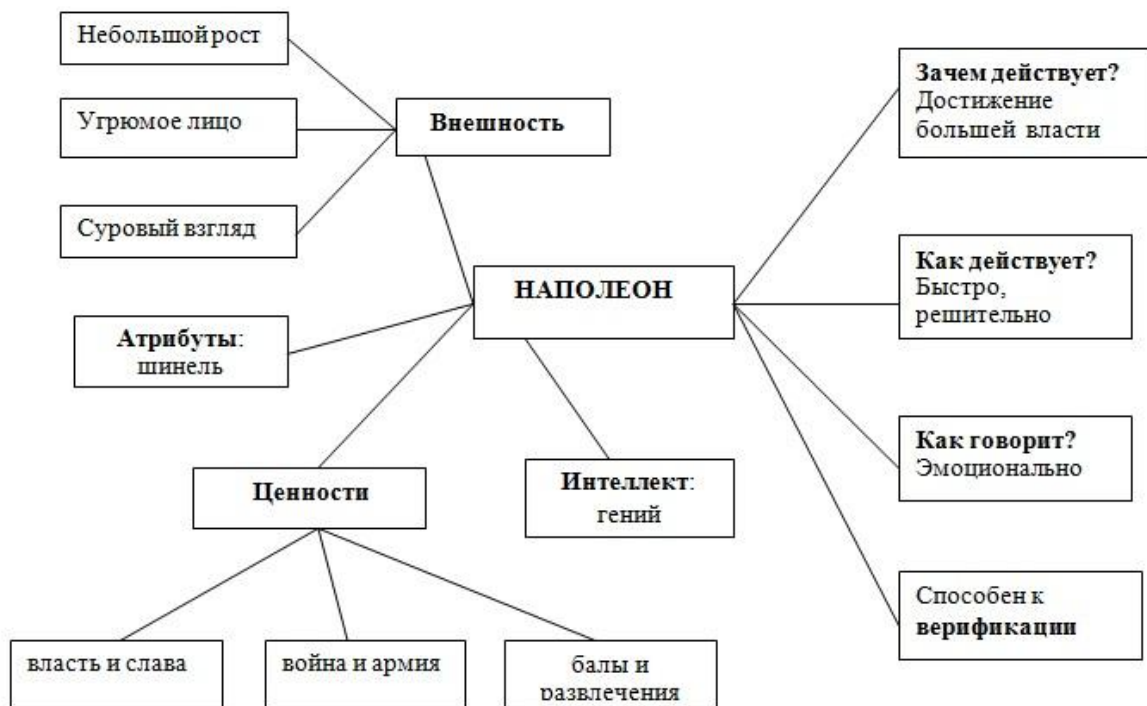 Небольшой рост
Угрюмое лицо
Суровый взгляд
Внешность
НАПОЛЕОН
Атрибуты:
шинель
Ценности
власть и слава
война и армия
балы и
развлечения
Интеллект:
гений
Зачем действует?
Достижение
большей власти
Как действует?
Быстро,
решительно
Как говорит?
Эмоционально
Способен к
верификации